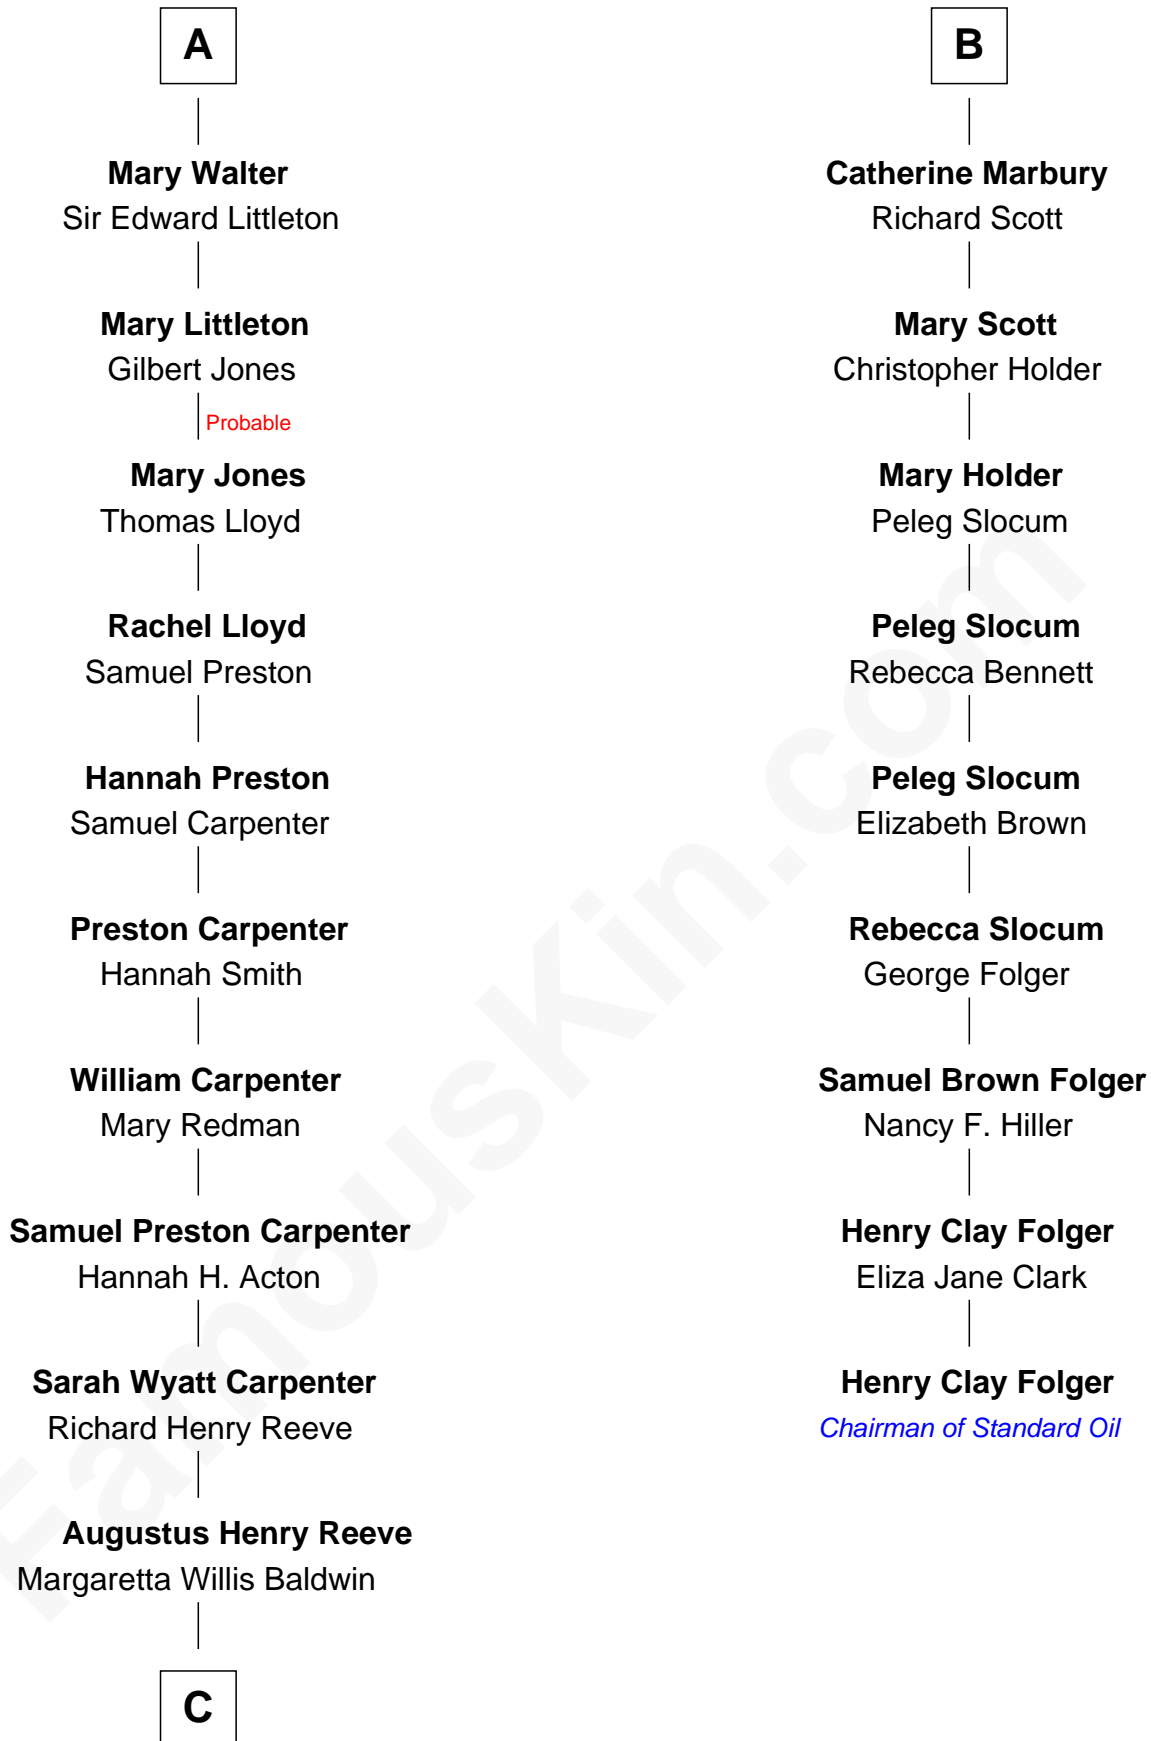 A
Mary Walter
Sir Edward Littleton
Mary Littleton
Gilbert Jones
Probable
Mary Jones
Thomas Lloyd
Rachel Lloyd
Samuel Preston
Hannah Preston
Samuel Carpenter
Preston Carpenter
Hannah Smith
William Carpenter
Mary Redman
Samuel Preston Carpenter
Hannah H. Acton
Sarah Wyatt Carpenter
Richard Henry Reeve
Augustus Henry Reeve
Margaretta Willis Baldwin
C
B
Catherine Marbury
Richard Scott
Mary Scott
Christopher Holder
Mary Holder
Peleg Slocum
Peleg Slocum
Rebecca Bennett
Peleg Slocum
Elizabeth Brown
Rebecca Slocum
George Folger
Samuel Brown Folger
Nancy F. Hiller
Henry Clay Folger
Eliza Jane Clark
Henry Clay Folger
Chairman of Standard Oil
FamousKin.com